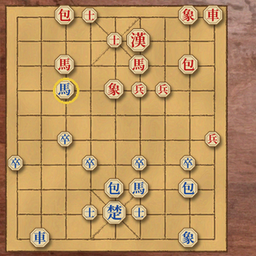 包 士 象 車
士 漢
馬 馬 包
馬 象 兵 兵
卒 兵
卒 卒 卒 卒
包 馬 包
士 楚 士
車 象